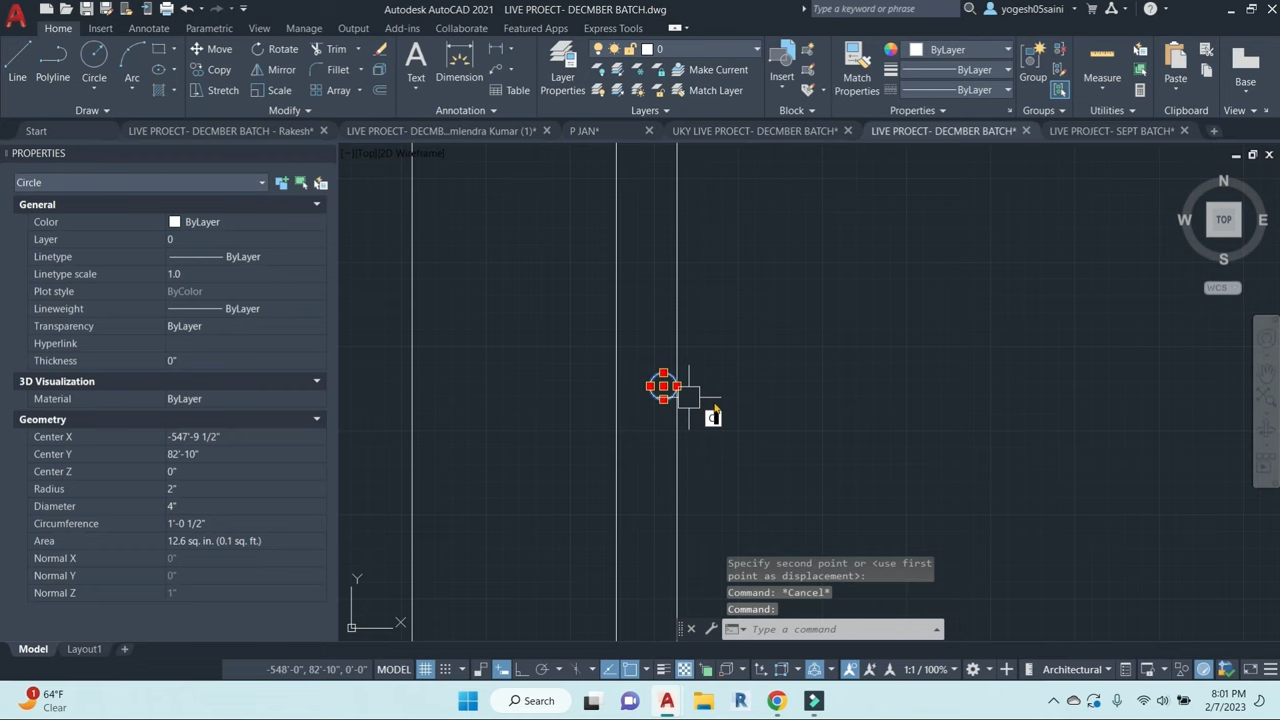 Autodesk AutoCAD 2021 LIVE PROECT- DECMBER BATCH.dwg
Type a keyword or phrase
yogesh05saini
Home Insert Annotate Parametric View Manage Output Add-ins Collaborate Featured Apps Express Tools
Line Polyline Circle Arc
Move Rotate Trim
Copy Mirror Fillet
Stretch Scale Array
Text Dimension Table
Layer Properties
0
Make Current
Match Layer
Insert
Match Properties
ByLayer
ByLayer
ByLayer
Group Measure Paste Base
Draw Modify Annotation Layers Block Properties Groups Utilities Clipboard View
Start LIVE PROECT- DECMBER BATCH - Rakesh* LIVE PROECT- DECMB...mlendra Kumar (1)* P JAN* UKY LIVE PROECT- DECMBER BATCH* LIVE PROECT- DECMBER BATCH* LIVE PROJECT- SEPT BATCH*
PROPERTIES
[−][Top][2D Wireframe]
Circle
General
Color ByLayer
Layer 0
Linetype ByLayer
Linetype scale 1.0
Plot style ByColor
Lineweight ByLayer
Transparency ByLayer
Hyperlink
Thickness 0"
3D Visualization
Material ByLayer
Geometry
Center X -547'-9 1/2"
Center Y 82'-10"
Center Z 0"
Radius 2"
Diameter 4"
Circumference 1'-0 1/2"
Area 12.6 sq. in. (0.1 sq. ft.)
Normal X 0"
Normal Y 0"
Normal Z 1"
N
W TOP E
S
WCS
Specify second point or <use first
point as displacement>:
Command: *Cancel*
Command:
Type a command
Y
X
Model Layout1
-548'-0", 82'-10", 0'-0" MODEL 1:1 / 100% Architectural
1
64°F
Clear
Search
8:01 PM
2/7/2023